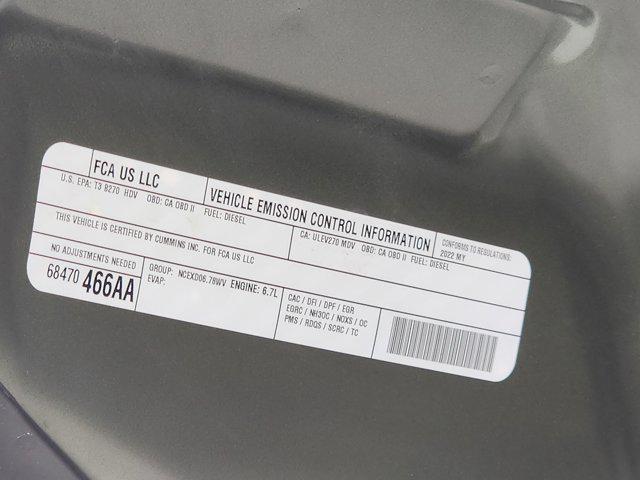 FCA US LLC
VEHICLE EMISSION CONTROL INFORMATION
CONFORMS TO REGULATIONS:
2022 MY
U.S. EPA: T3 B270 HDV OBD: CA OBD II FUEL: DIESEL
CA: ULEV270 MDV OBD: CA OBD II FUEL: DIESEL
THIS VEHICLE IS CERTIFIED BY CUMMINS INC. FOR FCA US LLC
NO ADJUSTMENTS NEEDED
68470 466AA
GROUP: NCEXD06.78WV ENGINE: 6.7L
EVAP:
CAC / DFI / DPF / EGR
EGRC / NH3OC / NOXS / OC
PMS / RDQS / SCRC / TC